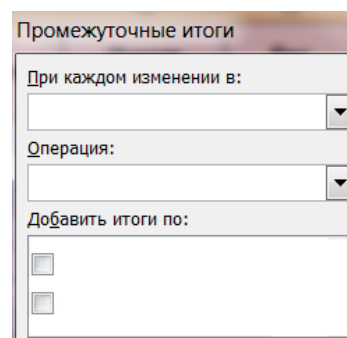 Промежуточные итоги
При каждом изменении в:
Операция:
Добавить итоги по: